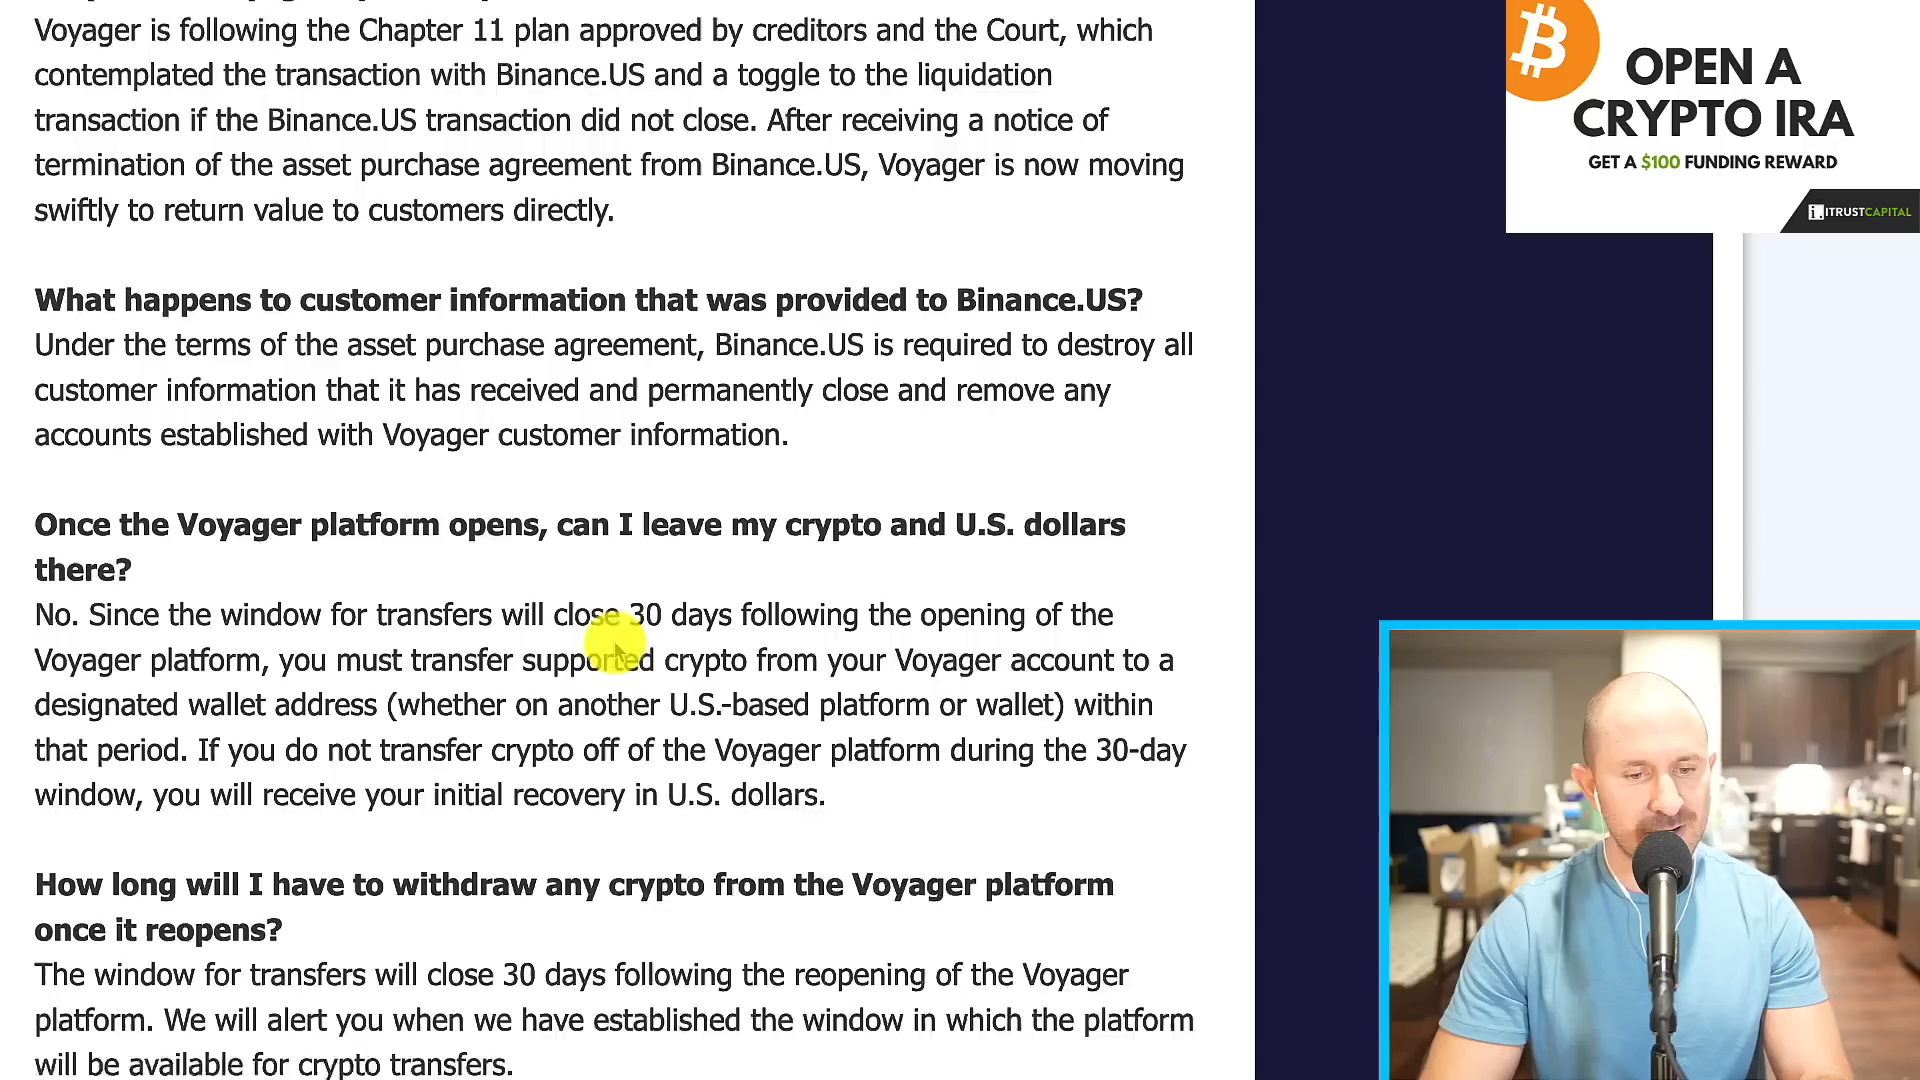 Voyager is following the Chapter 11 plan approved by creditors and the Court, which
contemplated the transaction with Binance.US and a toggle to the liquidation
transaction if the Binance.US transaction did not close. After receiving a notice of
termination of the asset purchase agreement from Binance.US, Voyager is now moving
swiftly to return value to customers directly.
What happens to customer information that was provided to Binance.US?
Under the terms of the asset purchase agreement, Binance.US is required to destroy all
customer information that it has received and permanently close and remove any
accounts established with Voyager customer information.
Once the Voyager platform opens, can I leave my crypto and U.S. dollars
there?
No. Since the window for transfers will close 30 days following the opening of the
Voyager platform, you must transfer supported crypto from your Voyager account to a
designated wallet address (whether on another U.S.-based platform or wallet) within
that period. If you do not transfer crypto off of the Voyager platform during the 30-day
window, you will receive your initial recovery in U.S. dollars.
How long will I have to withdraw any crypto from the Voyager platform
once it reopens?
The window for transfers will close 30 days following the reopening of the Voyager
platform. We will alert you when we have established the window in which the platform
will be available for crypto transfers.
OPEN A
CRYPTO IRA
GET A $100 FUNDING REWARD
ITRUSTCAPITAL